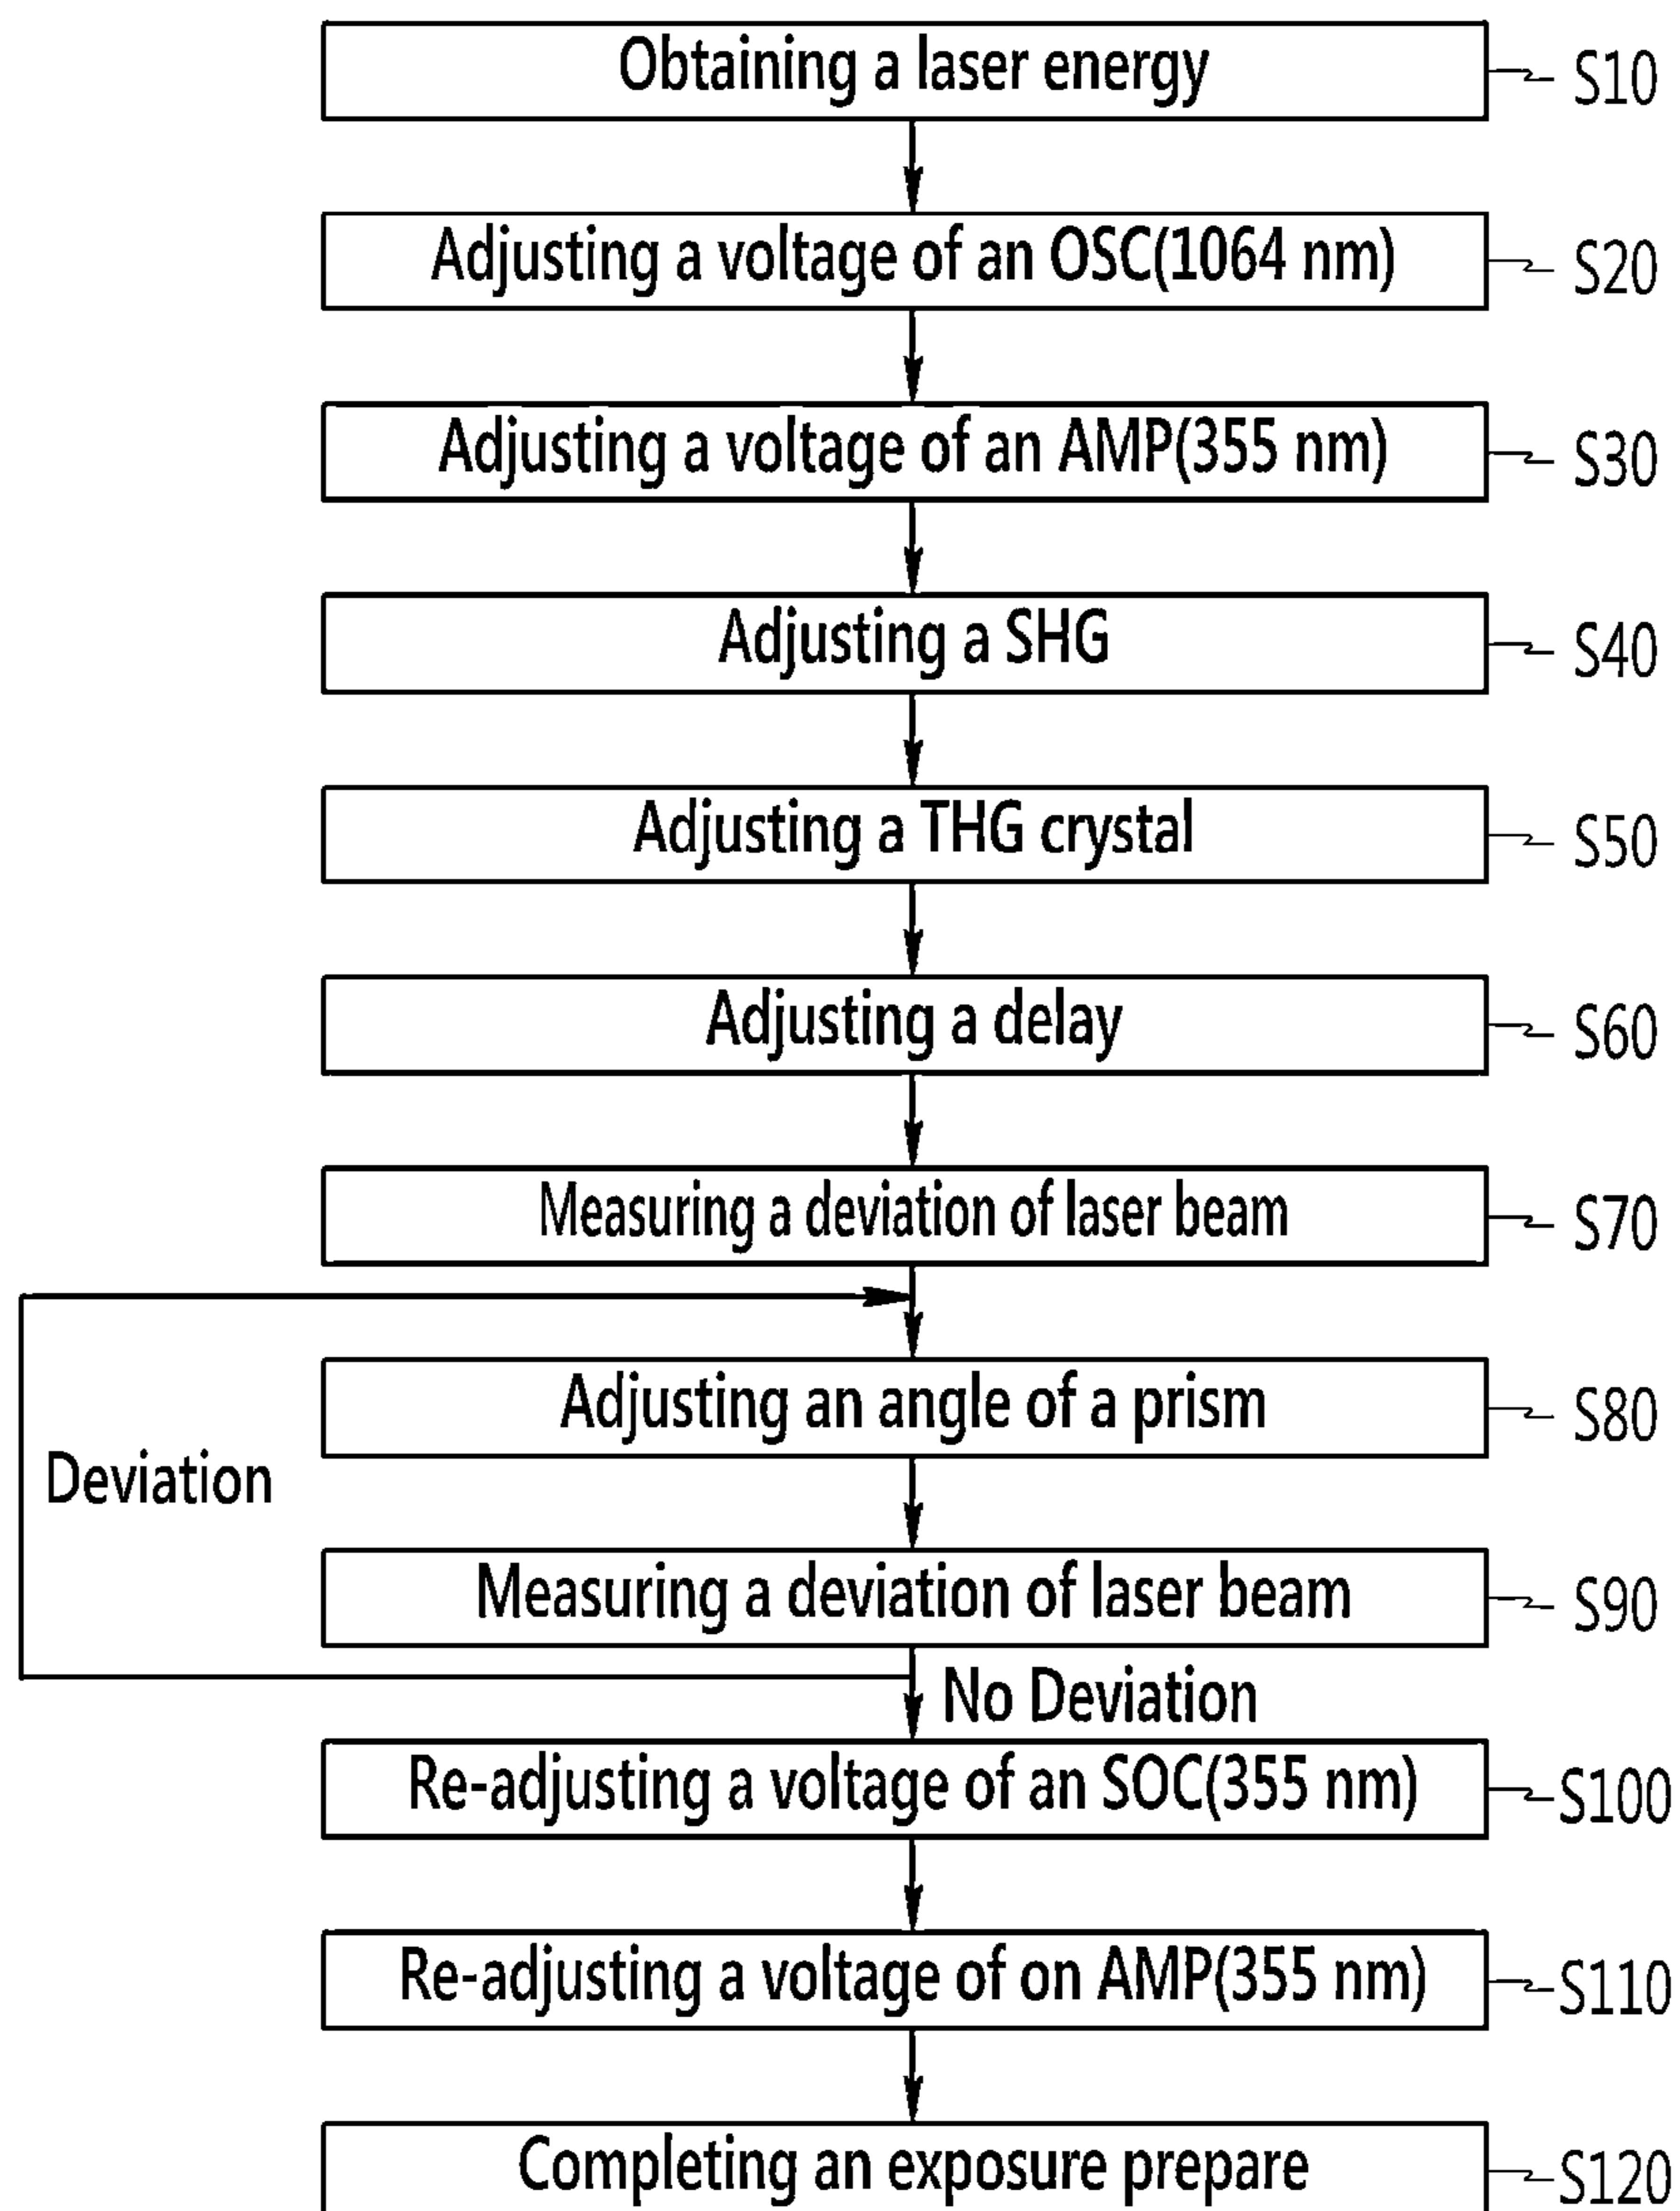 Obtaining a laser energy S10
Adjusting a voltage of an OSC(1064 nm) S20
Adjusting a voltage of an AMP(355 nm) S30
Adjusting a SHG S40
Adjusting a THG crystal S50
Adjusting a delay S60
Measuring a deviation of laser beam S70
Adjusting an angle of a prism S80
Deviation
Measuring a deviation of laser beam S90
No Deviation
Re-adjusting a voltage of an SOC(355 nm) S100
Re-adjusting a voltage of on AMP(355 nm) S110
Completing an exposure prepare S120